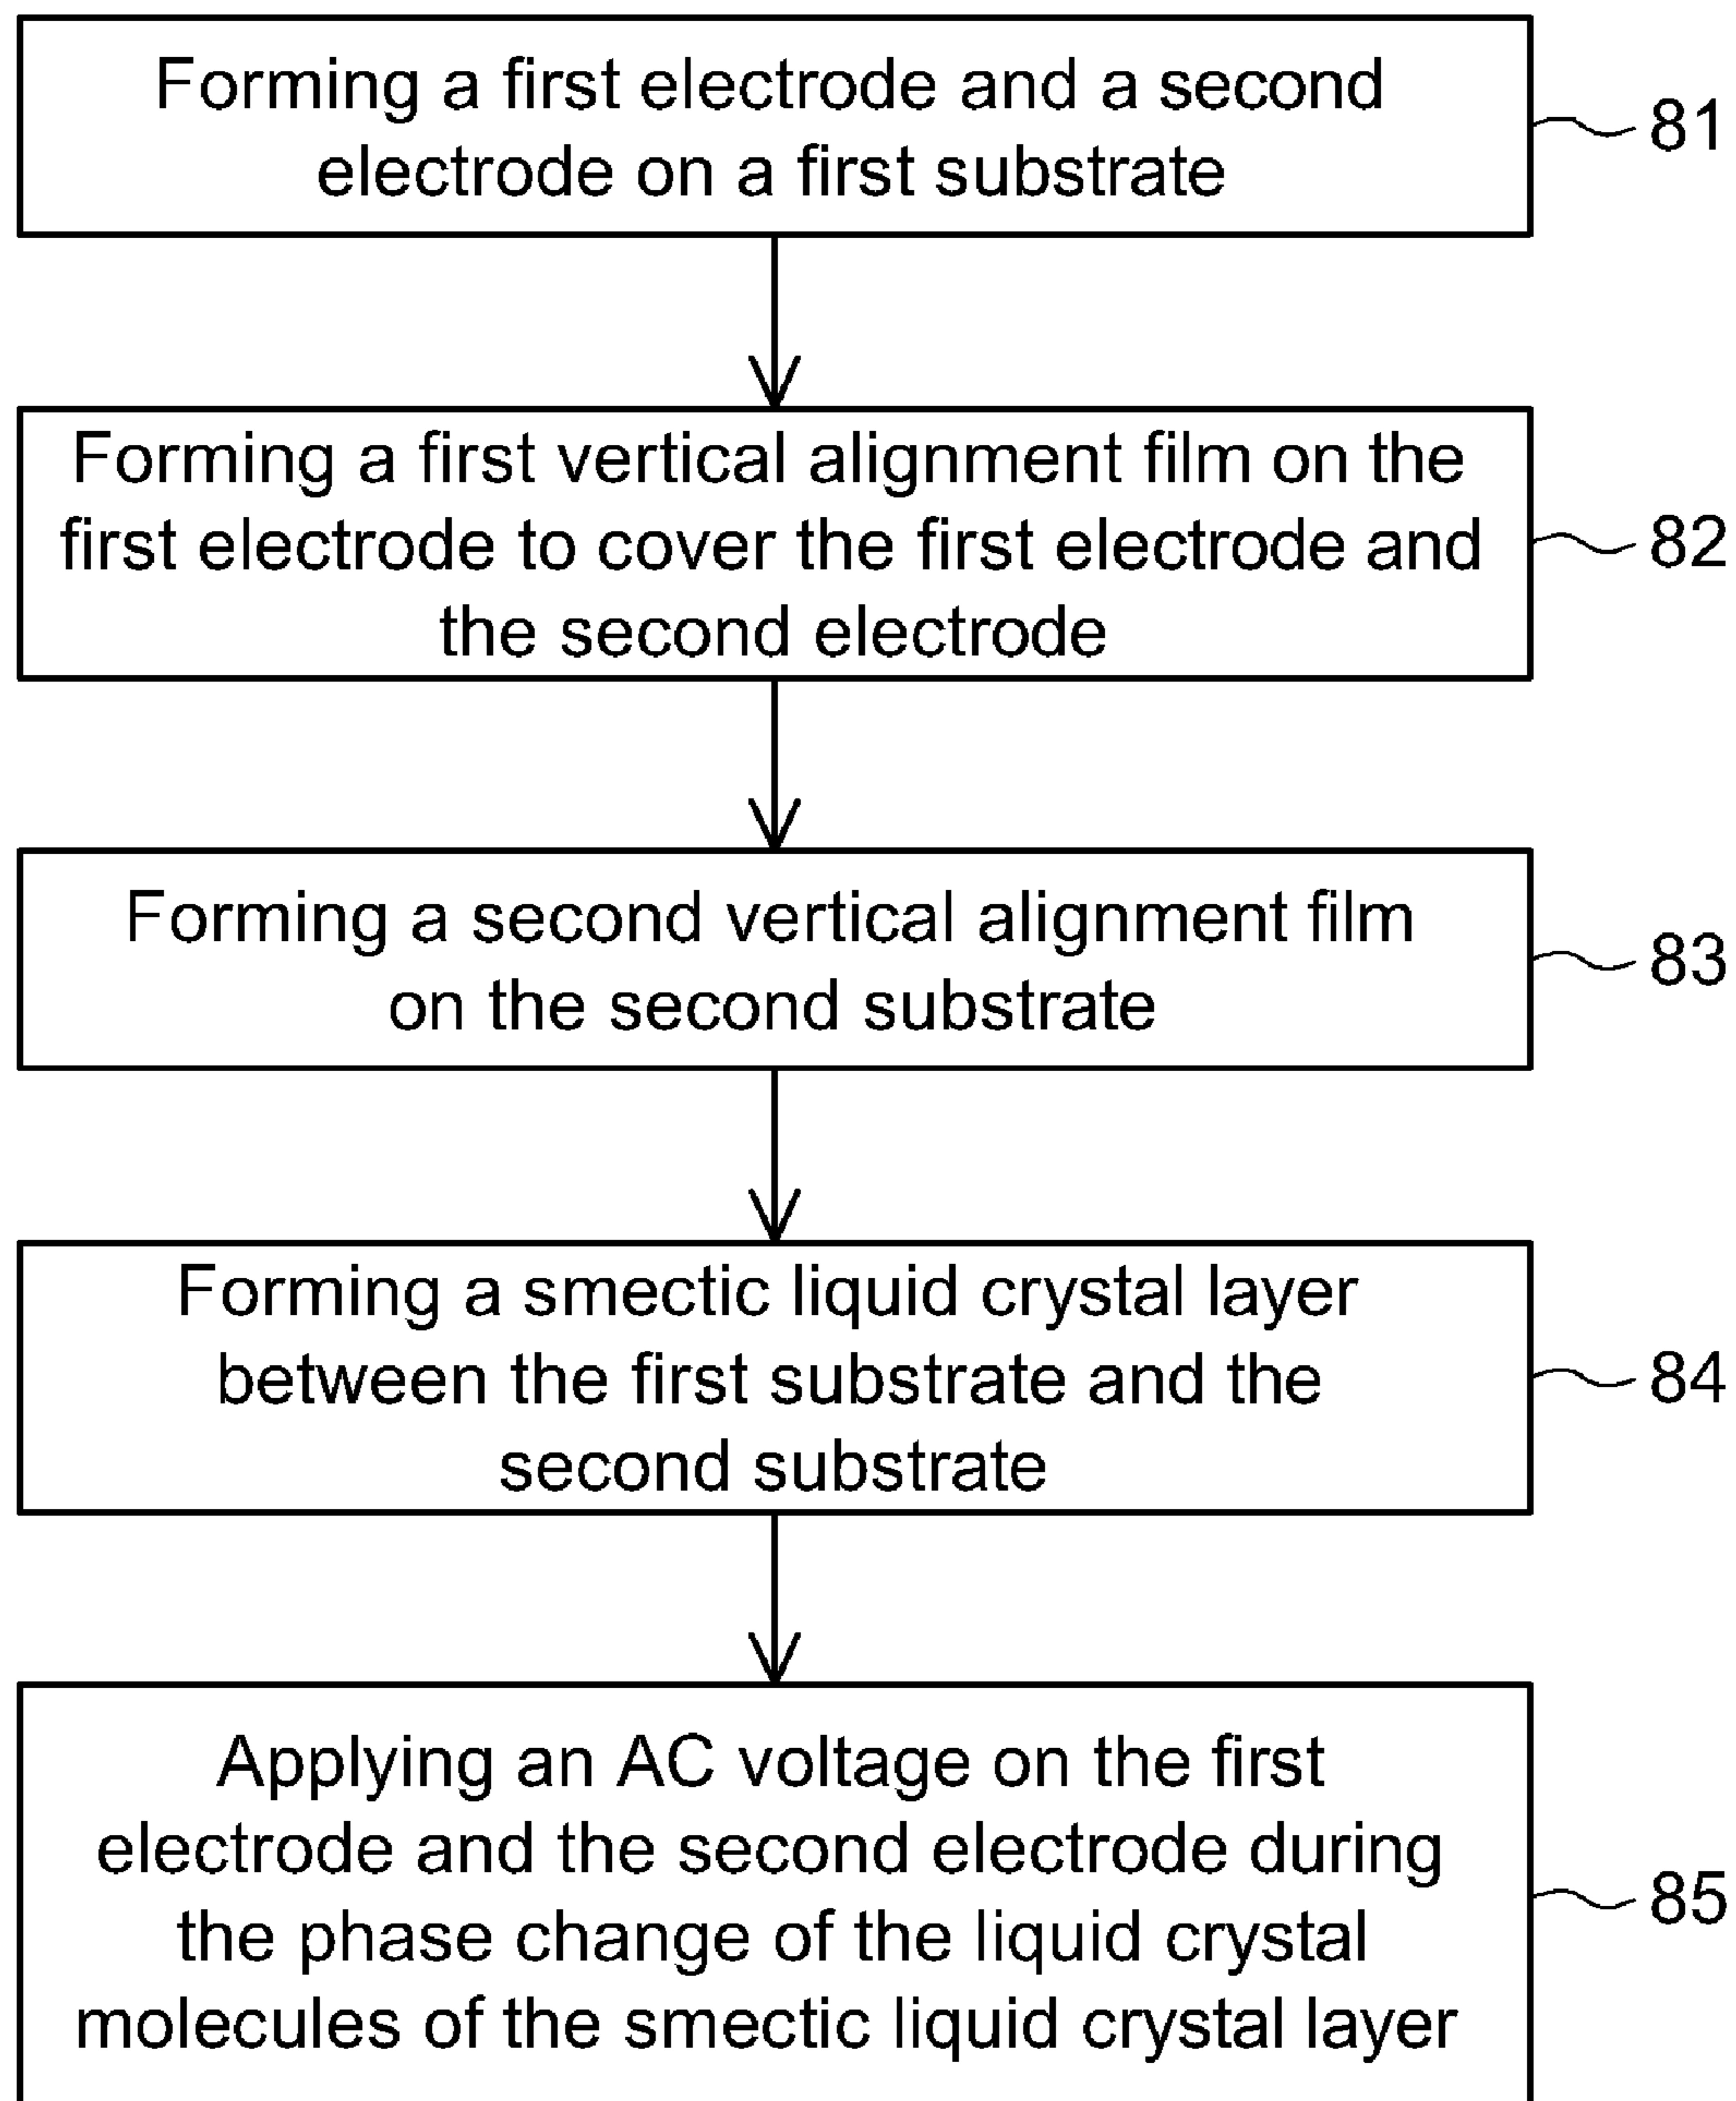 Forming a first electrode and a second
electrode on a first substrate
81
Forming a first vertical alignment film on the
first electrode to cover the first electrode and
the second electrode
82
Forming a second vertical alignment film
on the second substrate
83
Forming a smectic liquid crystal layer
between the first substrate and the
second substrate
84
Applying an AC voltage on the first
electrode and the second electrode during
the phase change of the liquid crystal
molecules of the smectic liquid crystal layer
85